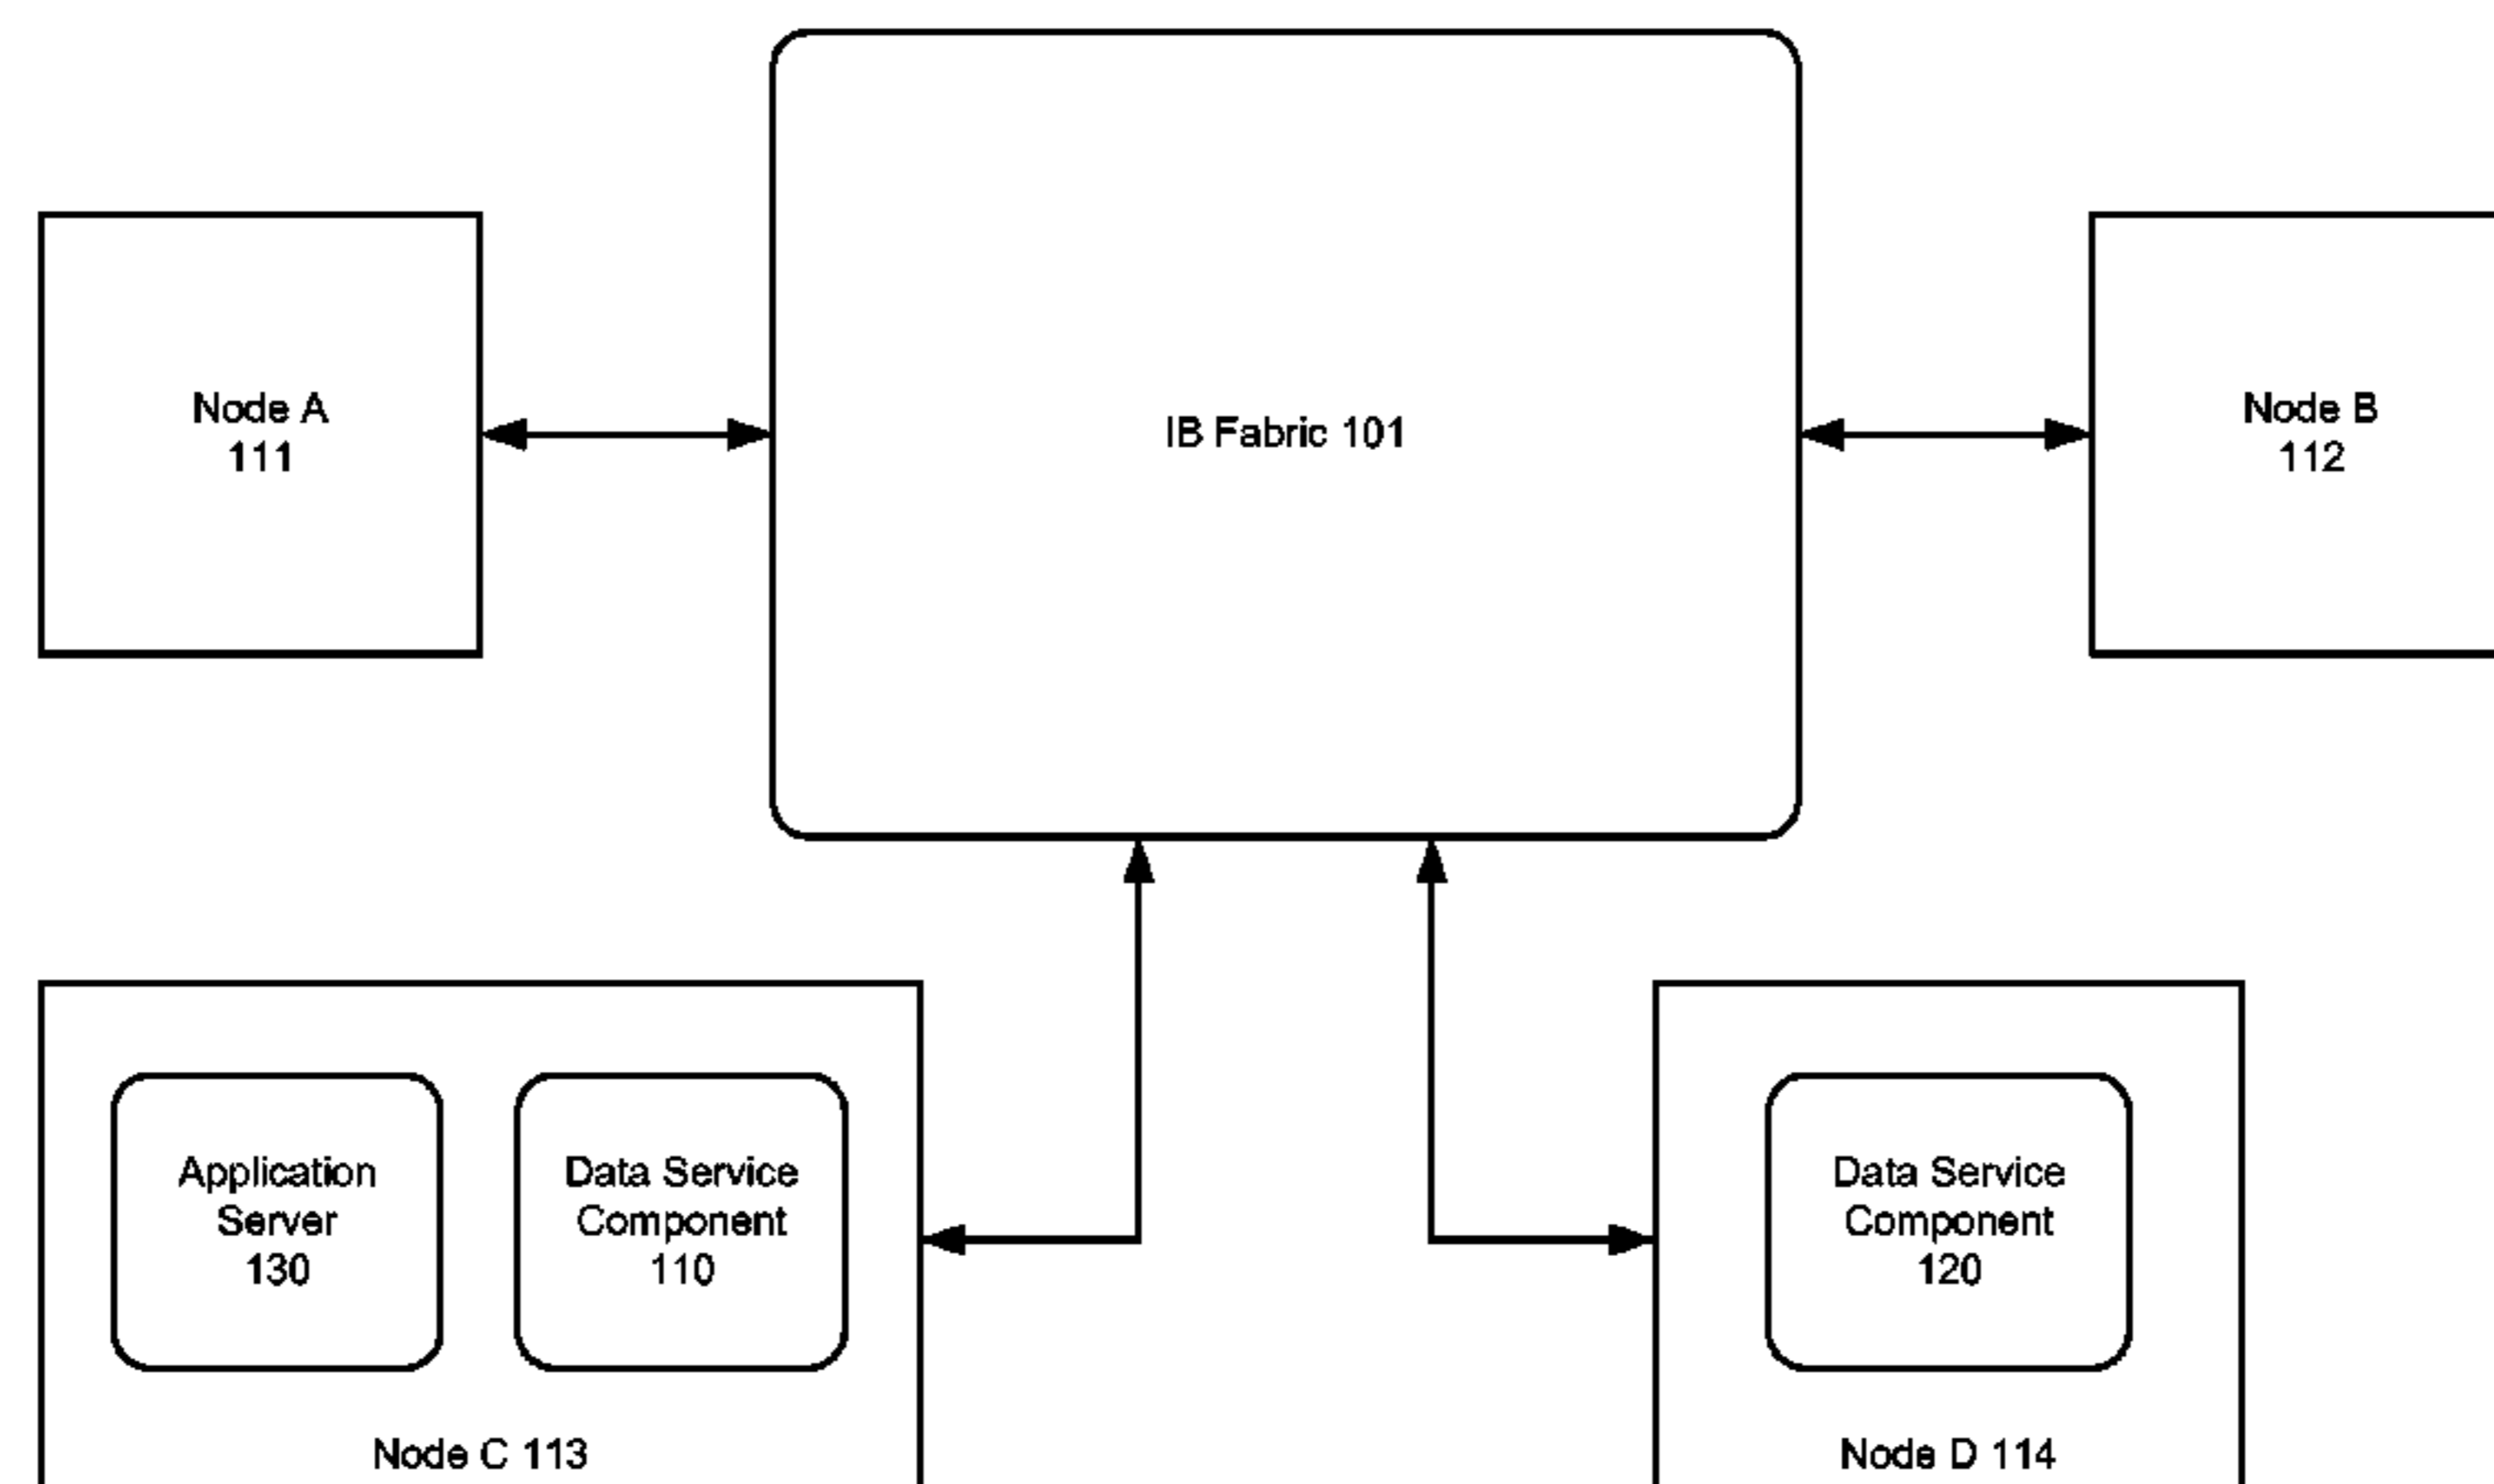 Node A
111
IB Fabric 101
Node B
112
Application
Server
130
Data Service
Component
110
Data Service
Component
120
Node C 113
Node D 114